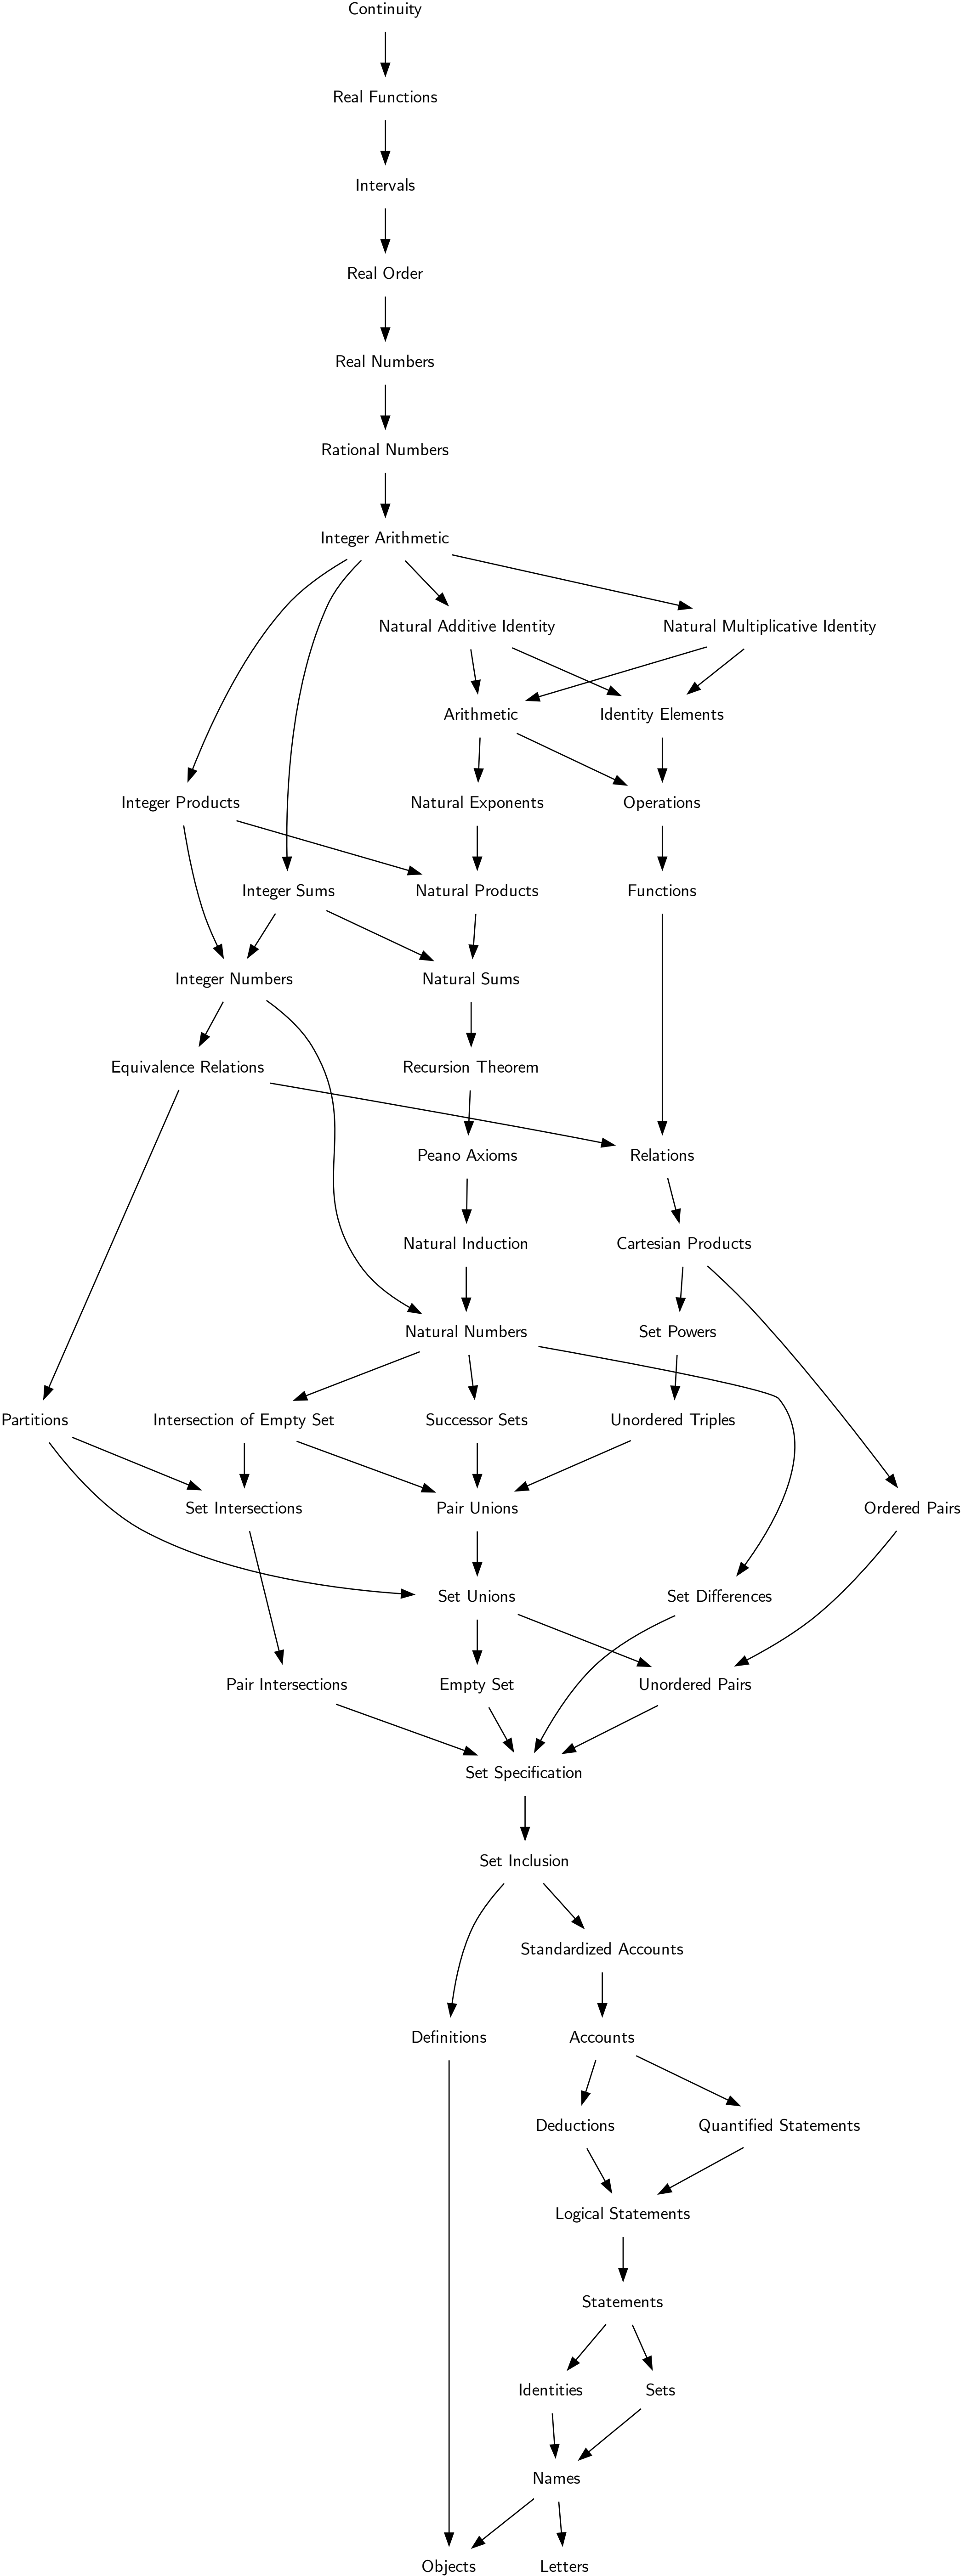 Continuity
Real Functions
Intervals
Real Order
Real Numbers
Rational Numbers
Integer Arithmetic
Natural Additive Identity
Natural Multiplicative Identity
Arithmetic
Identity Elements
Integer Products
Natural Exponents
Operations
Integer Sums
Natural Products
Functions
Integer Numbers
Natural Sums
Equivalence Relations
Recursion Theorem
Peano Axioms
Relations
Natural Induction
Cartesian Products
Natural Numbers
Set Powers
Partitions
Intersection of Empty Set
Successor Sets
Unordered Triples
Set Intersections
Pair Unions
Ordered Pairs
Set Unions
Set Differences
Pair Intersections
Empty Set
Unordered Pairs
Set Specification
Set Inclusion
Standardized Accounts
Definitions
Accounts
Deductions
Quantified Statements
Logical Statements
Statements
Identities
Sets
Names
Objects
Letters